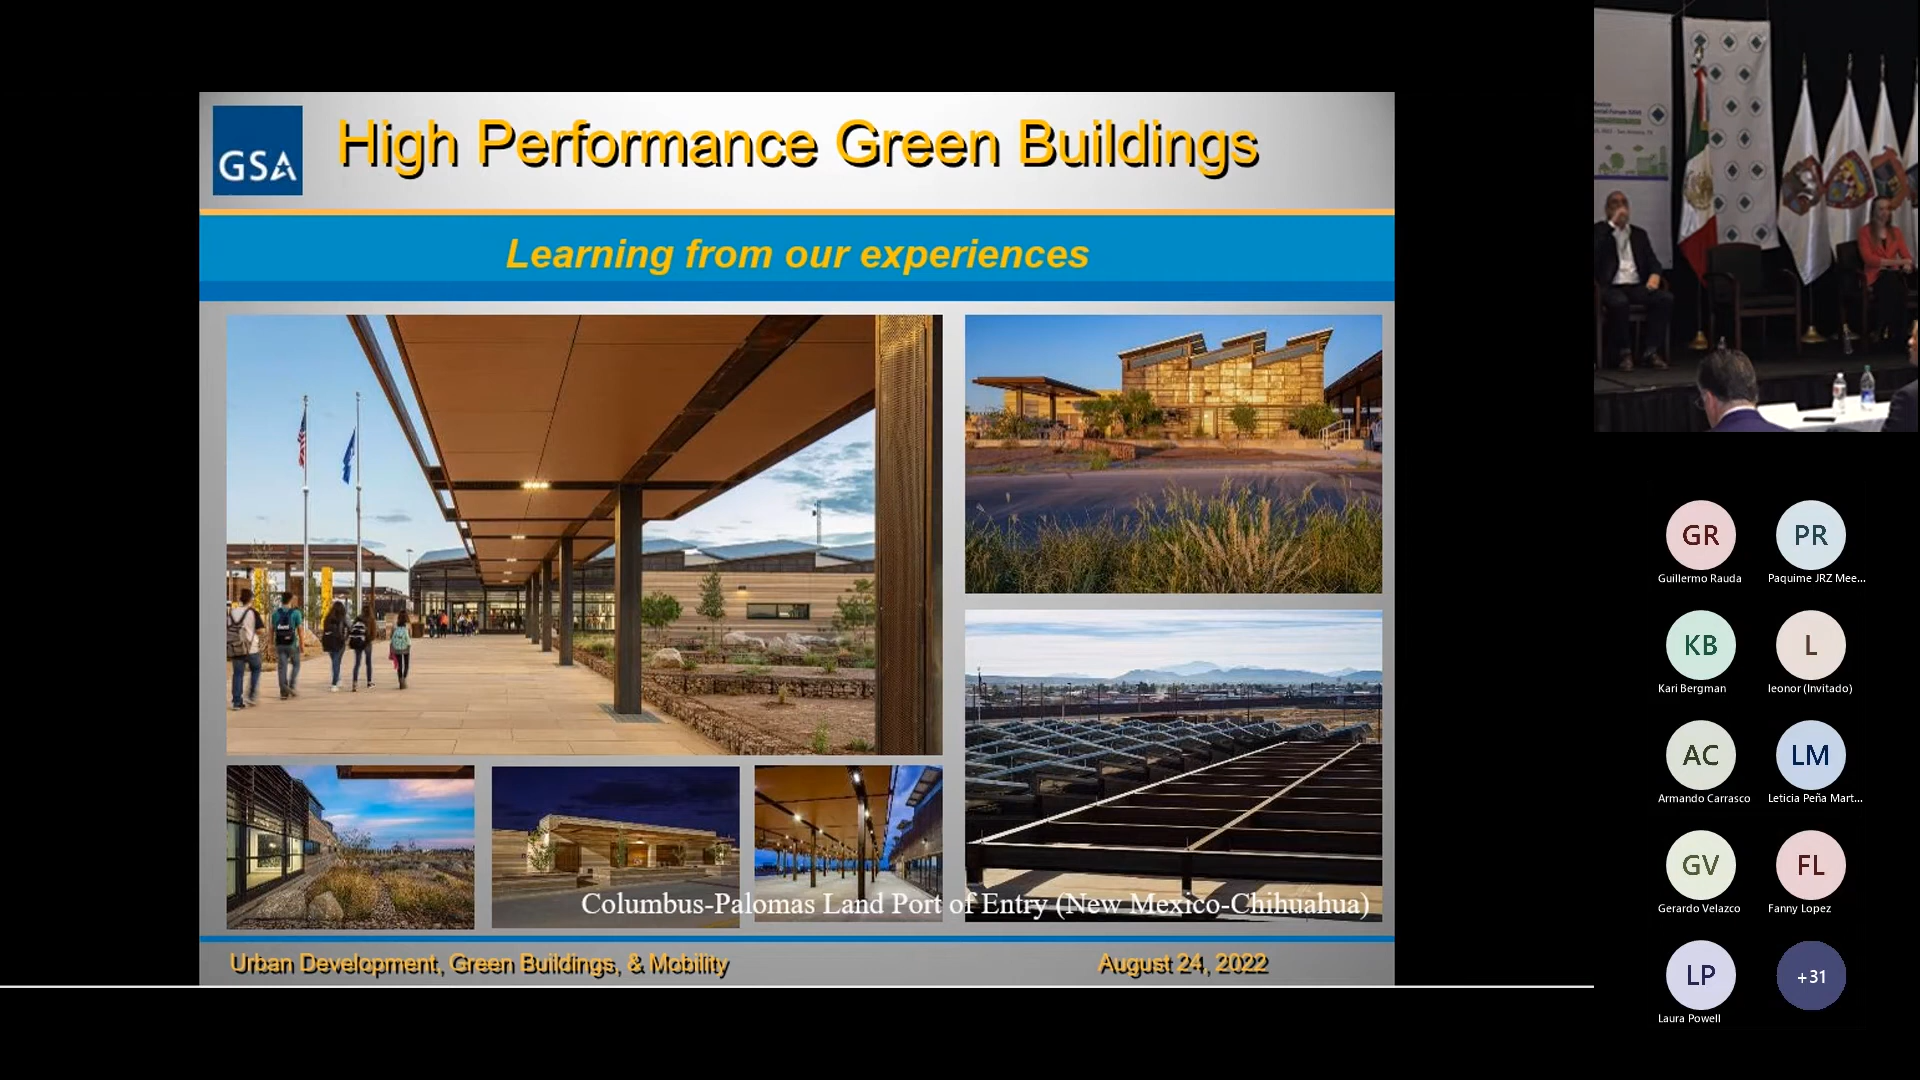 GSA
High Performance Green Buildings
Learning from our experiences
Columbus-Palomas Land Port of Entry (New Mexico-Chihuahua)
Urban Development, Green Buildings, & Mobility
August 24, 2022
GR
Guillermo Rauda
PR
Paquime JRZ Mee...
KB
Kari Bergman
L
leonor (Invitado)
AC
Armando Carrasco
LM
Leticia Peña Mart...
GV
Gerardo Velazco
FL
Fanny Lopez
LP
Laura Powell
+31